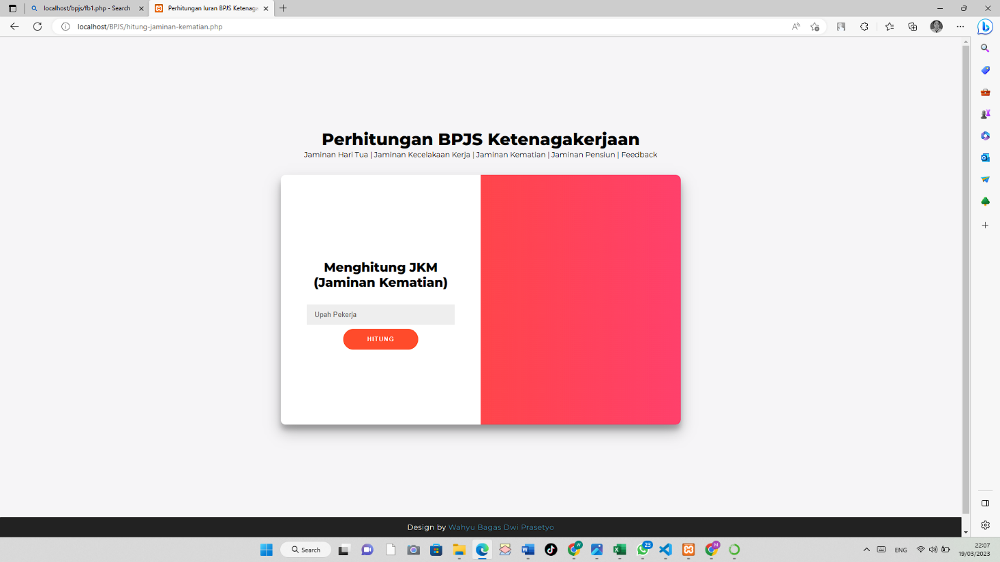 localhost/bpjs/fb1.php - Search
Perhitungan Iuran BPJS Ketenaga
localhost/BPJS/hitung-jaminan-kematian.php
Perhitungan BPJS Ketenagakerjaan
Jaminan Hari Tua | Jaminan Kecelakaan Kerja | Jaminan Kematian | Jaminan Pensiun | Feedback
Menghitung JKM
(Jaminan Kematian)
Upah Pekerja
HITUNG
Design by Wahyu Bagas Dwi Prasetyo
Search
W
23
M
ENG
22:07
19/03/2023